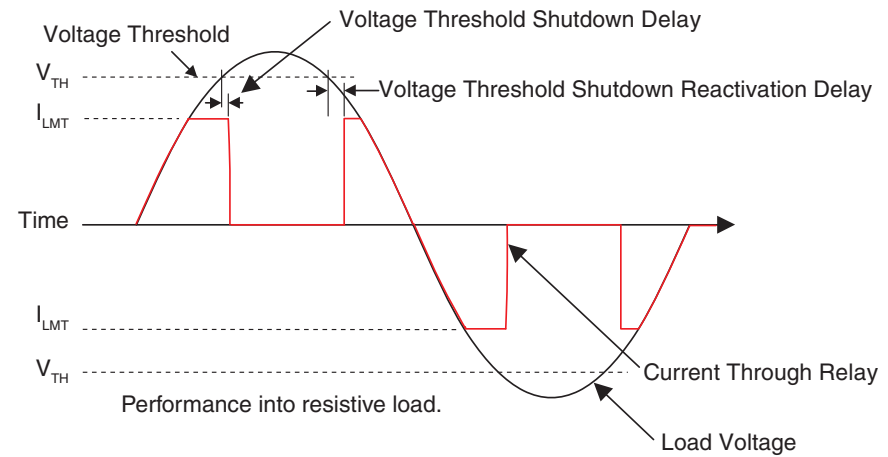 Voltage Threshold Shutdown Delay
Voltage Threshold
V_TH
Voltage Threshold Shutdown Reactivation Delay
I_LMT
Time
I_LMT
V_TH
Current Through Relay
Performance into resistive load.
Load Voltage